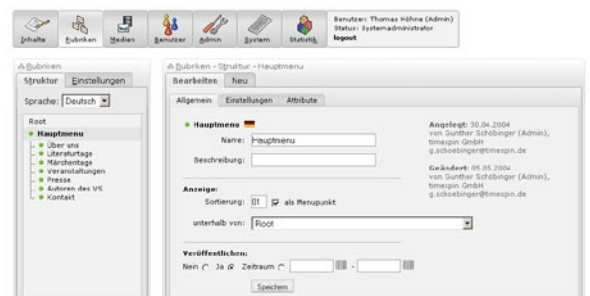 Inhalte Rubriken Medien Benutzer Admin System Statistik
Benutzer: Thomas Höhne (Admin)
Status: Systemadministrator
logout
Rubriken
Struktur Einstellungen
Sprache: Deutsch
Root
Hauptmenu
Über uns
Literaturtage
Märchentage
Veranstaltungen
Presse
Autoren des VS
Kontakt
Rubriken - Struktur - Hauptmenu
Bearbeiten Neu
Allgemein Einstellungen Attribute
Hauptmenu
Name: Hauptmenu
Beschreibung:
Angelegt: 30.04.2004
von Gunther Schöbinger (Admin),
timespin GmbH
g.schoebinger@timespin.de
Geändert: 05.05.2004
von Gunther Schöbinger (Admin),
timespin GmbH
g.schoebinger@timespin.de
Anzeige:
Sortierung: 01 als Menupunkt
unterhalb von: Root
Veröffentlichen:
Nein Ja Zeitraum -
Speichern